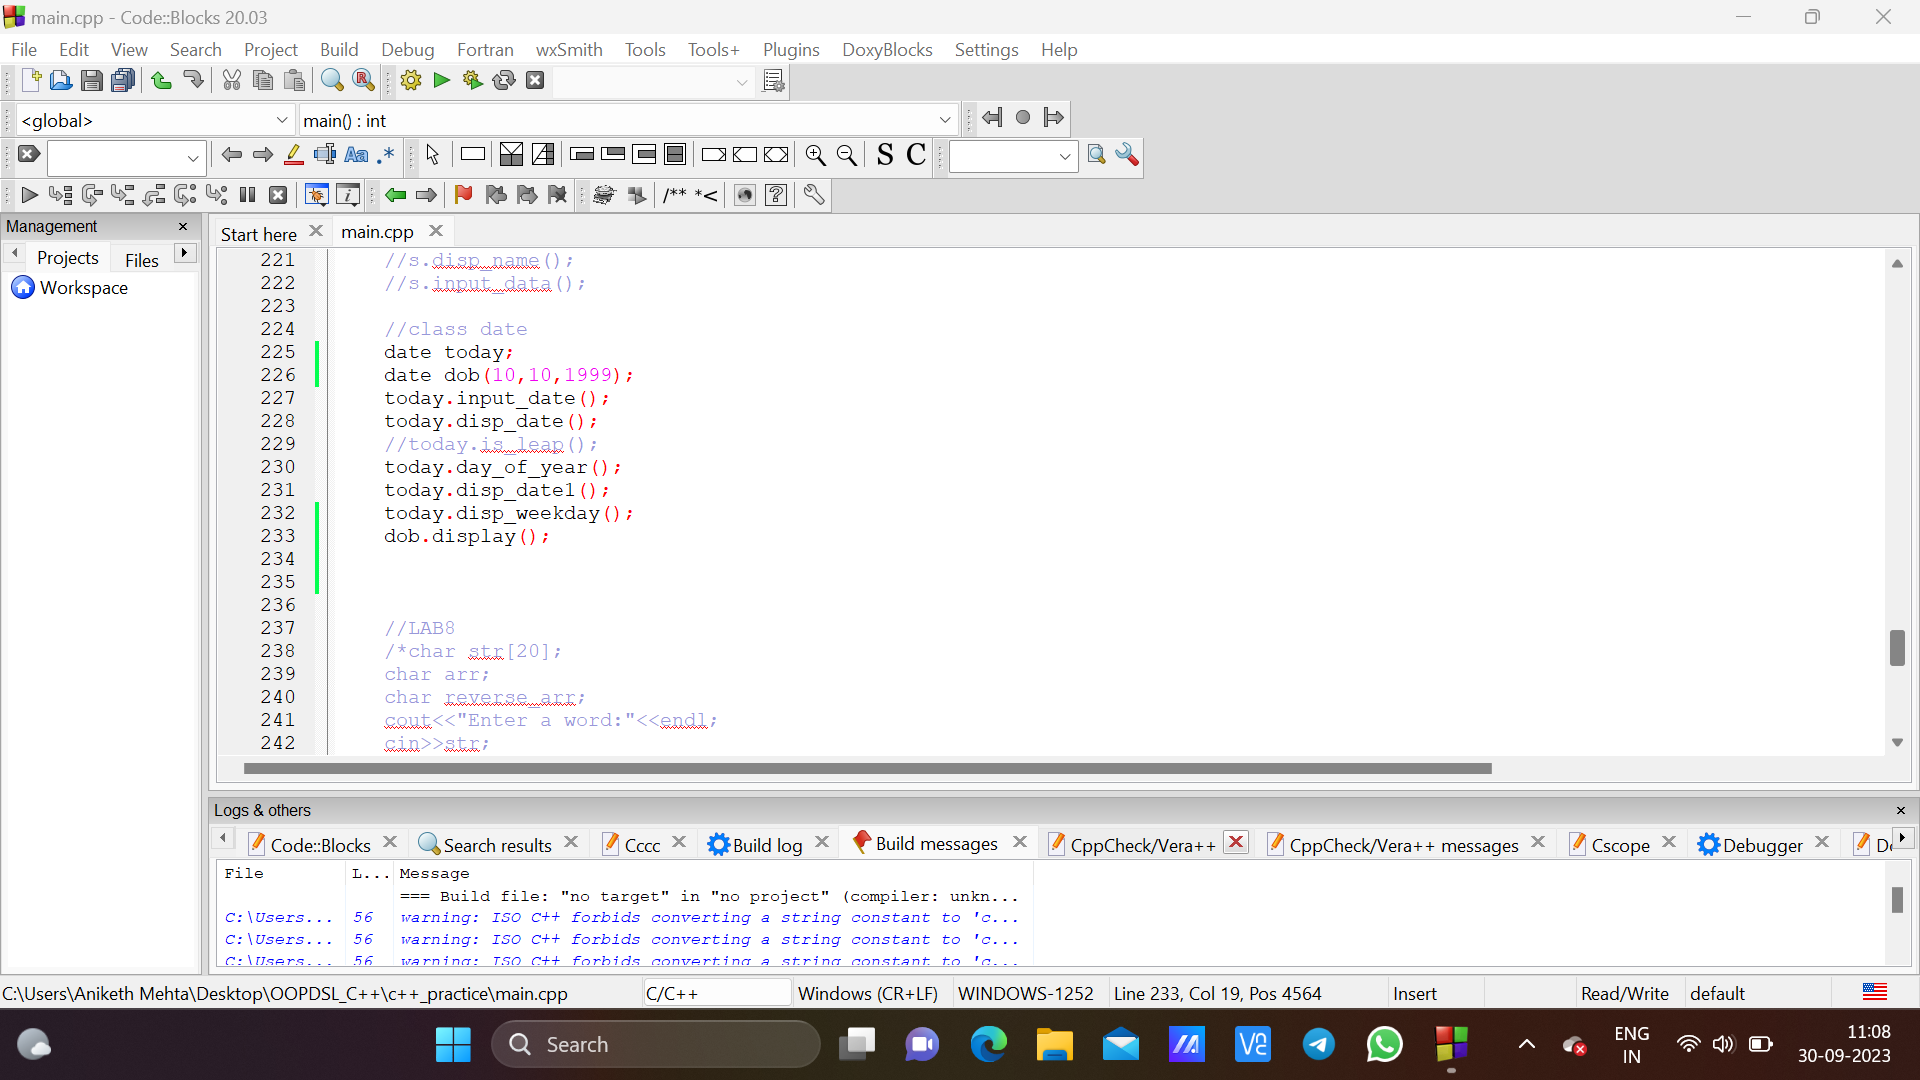 main.cpp - Code::Blocks 20.03
File Edit View Search Project Build Debug Fortran wxSmith Tools Tools+ Plugins DoxyBlocks Settings Help
<global> main() : int
Aa .* S C
/** *<
Management
Start here main.cpp
Projects Files
Workspace
221 //s.disp_name();
222 //s.input_data();
223
224 //class date
225 date today;
226 date dob(10,10,1999);
227 today.input_date();
228 today.disp_date();
229 //today.is_leap();
230 today.day_of_year();
231 today.disp_date1();
232 today.disp_weekday();
233 dob.display();
234
235
236
237 //LAB8
238 /*char str[20];
239 char arr;
240 char reverse_arr;
241 cout<<"Enter a word:"<<endl;
242 cin>>str;
Logs & others
Code::Blocks Search results Cccc Build log Build messages CppCheck/Vera++ CppCheck/Vera++ messages Cscope Debugger
File L... Message
=== Build file: "no target" in "no project" (compiler: unkn...
C:\Users... 56 warning: ISO C++ forbids converting a string constant to 'c...
C:\Users... 56 warning: ISO C++ forbids converting a string constant to 'c...
C:\Users... 56 warning: ISO C++ forbids converting a string constant to 'c...
C:\Users\Aniketh Mehta\Desktop\OOPDSL_C++\c++_practice\main.cpp C/C++ Windows (CR+LF) WINDOWS-1252 Line 233, Col 19, Pos 4564 Insert Read/Write default
Search
ENG
IN
11:08
30-09-2023